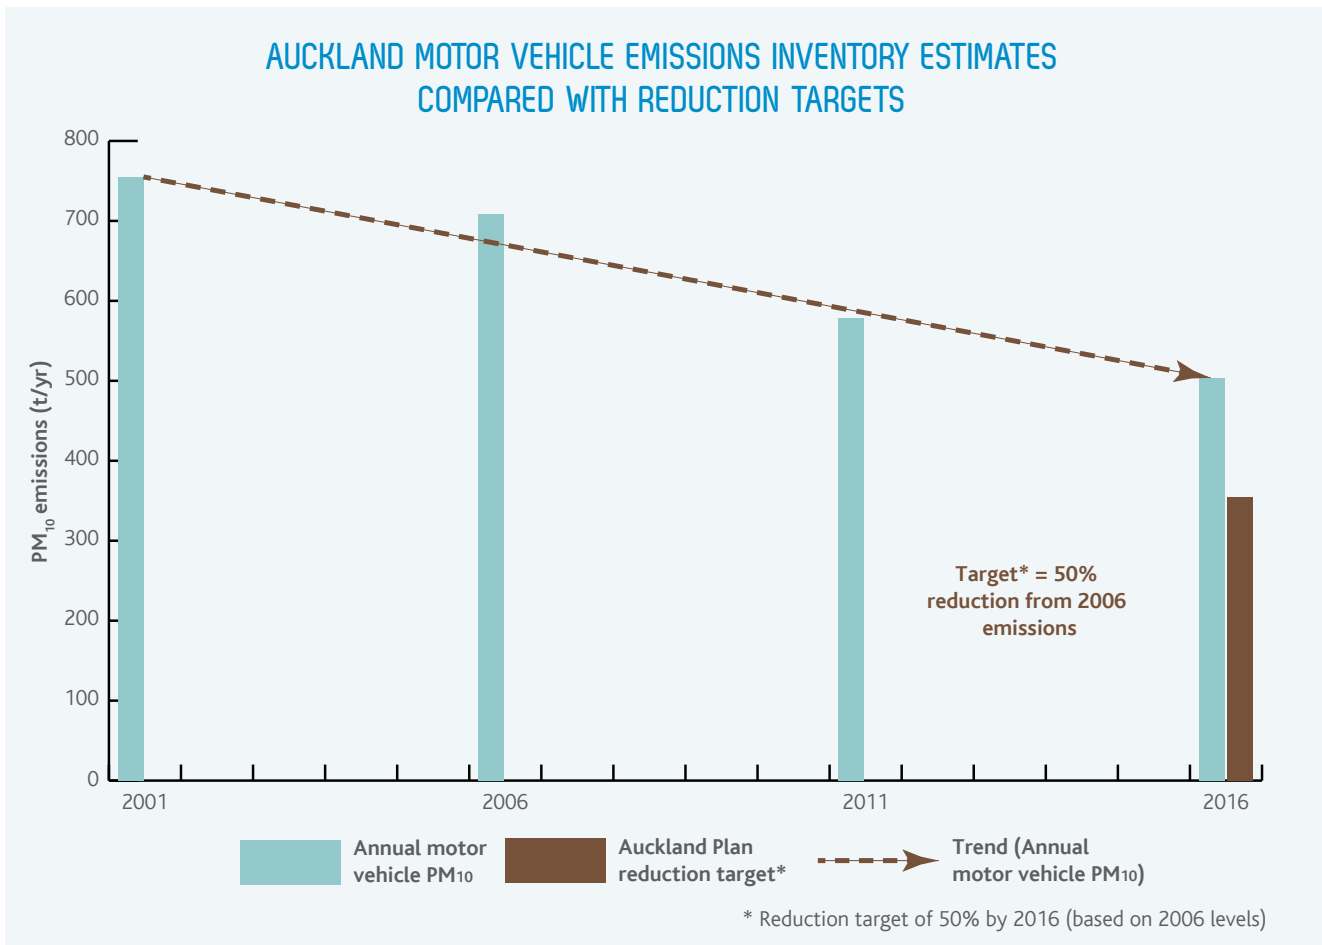 AUCKLAND MOTOR VEHICLE EMISSIONS INVENTORY ESTIMATES
COMPARED WITH REDUCTION TARGETS
PM10 emissions (t/yr)
800
700
600
500
400
300
200
100
0
Target* = 50%
reduction from 2006
emissions
2001
2006
2011
2016
Annual motor
vehicle PM10
Auckland Plan
reduction target*
Trend (Annual
motor vehicle PM10)
* Reduction target of 50% by 2016 (based on 2006 levels)